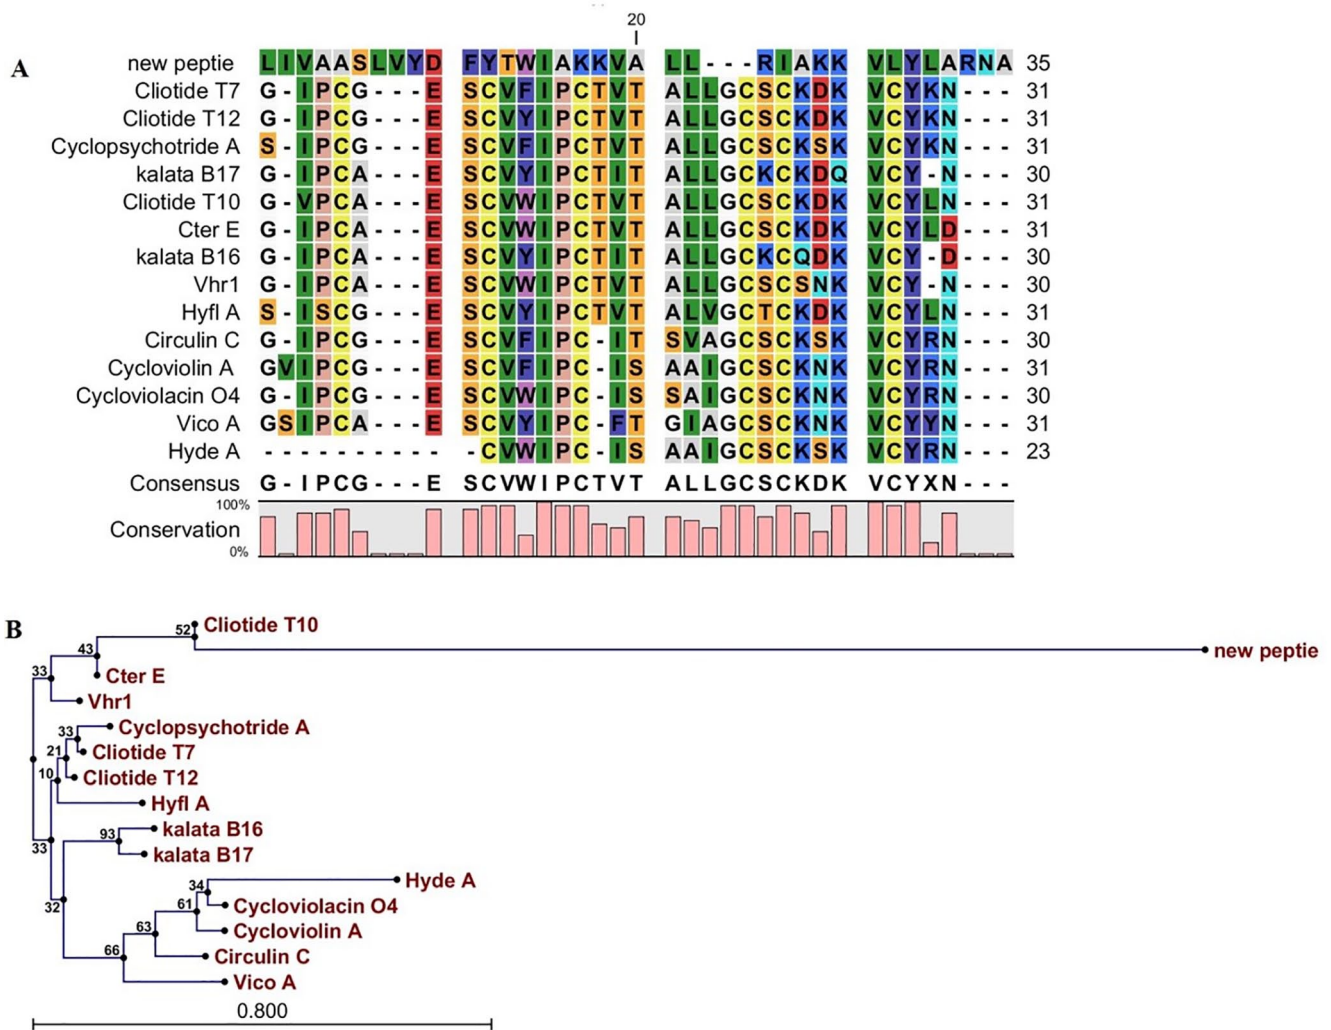 20
A
new peptie LIVAASLVYD FYTWIAKKVA LL---RIAKK VLYLARNA 35
Cliotide T7 G-IPCG---E SCVFIPCTVT ALLGCSCKDK VCYKN--- 31
Cliotide T12 G-IPCG---E SCVYIPCTVT ALLGCSCKDK VCYKN--- 31
Cyclopsychotride A S-IPCG---E SCVFIPCTVT ALLGCSCKSK VCYKN--- 31
kalata B17 G-IPCA---E SCVYIPCTIT ALLGCKCKDQ VCY-N--- 30
Cliotide T10 G-VPCA---E SCVWIPCTVT ALLGCSCKDK VCYLN--- 31
Cter E G-IPCA---E SCVWIPCTVT ALLGCSCKDK VCYLD--- 31
kalata B16 G-IPCA---E SCVYIPCTIT ALLGCKCQDK VCY-D--- 30
Vhr1 G-IPCA---E SCVWIPCTVT ALLGCSCSNK VCY-N--- 30
Hyfl A S-ISCG---E SCVYIPCTVT ALVGCTCKDK VCYLN--- 31
Circulin C G-IPCG---E SCVFIPC-IT SVAGCSCKSK VCYRN--- 30
Cycloviolin A GVIPCG---E SCVFIPC-IS AAIGCSCKNK VCYRN--- 31
Cycloviolacin O4 G-IPCG---E SCVWIPC-IS SAIGCSCKNK VCYRN--- 30
Vico A GSIPCA---E SCVYIPC-FT GIAGCSCKNK VCYYN--- 31
Hyde A ---------- -CVWIPC-IS AAIGCSCKSK VCYRN--- 23
Consensus G-IPCG---E SCVWIPCTVT ALLGCSCKDK VCYXN---
100%
Conservation
0%
B
52 Cliotide T10
new peptie
43
33 Cter E
Vhr1
33 Cyclopsychotride A
21 Cliotide T7
10 Cliotide T12
Hyfl A
93 kalata B16
33 kalata B17
34 Hyde A
61 Cycloviolacin O4
32
63 Cycloviolin A
66 Circulin C
Vico A
0.800